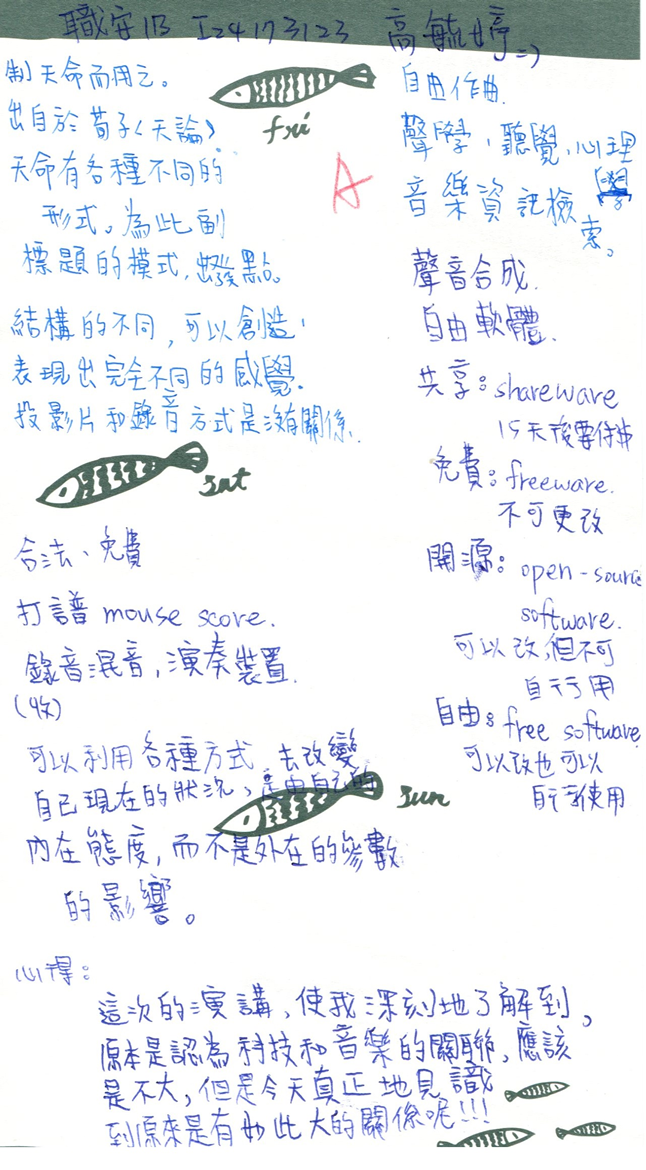 職安1B I24173123 高毓婷 =)
制天命而用之。
出自於荀子(天論)
天命有各種不同的
形式。為此副
標題的模式,出發點。
結構的不同,可以創造,
表現出完全不同的感覺.
投影片和錄音方式是沒有關係.
fri
A
sat
合法、免費
打譜 mouse score.
錄音混音,演奏裝置.
(收)
可以利用各種方式,去改變
自己現在的狀況,是由自己的
sun
內在態度,而不是外在的參數
的影響。
自由作曲.
聲學,聽覺,心理
學
音樂資訊檢
索。
聲音合成.
自由軟體.
共享:shareware
15天後要付$
免費:freeware.
不可更改
開源:open-source
software.
可以改,但不可
自行用
自由:free software
可以改也可以
自行使用
心得:
這次的演講,使我深刻地了解到,
原本是認為科技和音樂的關聯,應該
是不大,但是今天真正地見識
到原來是有如此大的關係呢!!!